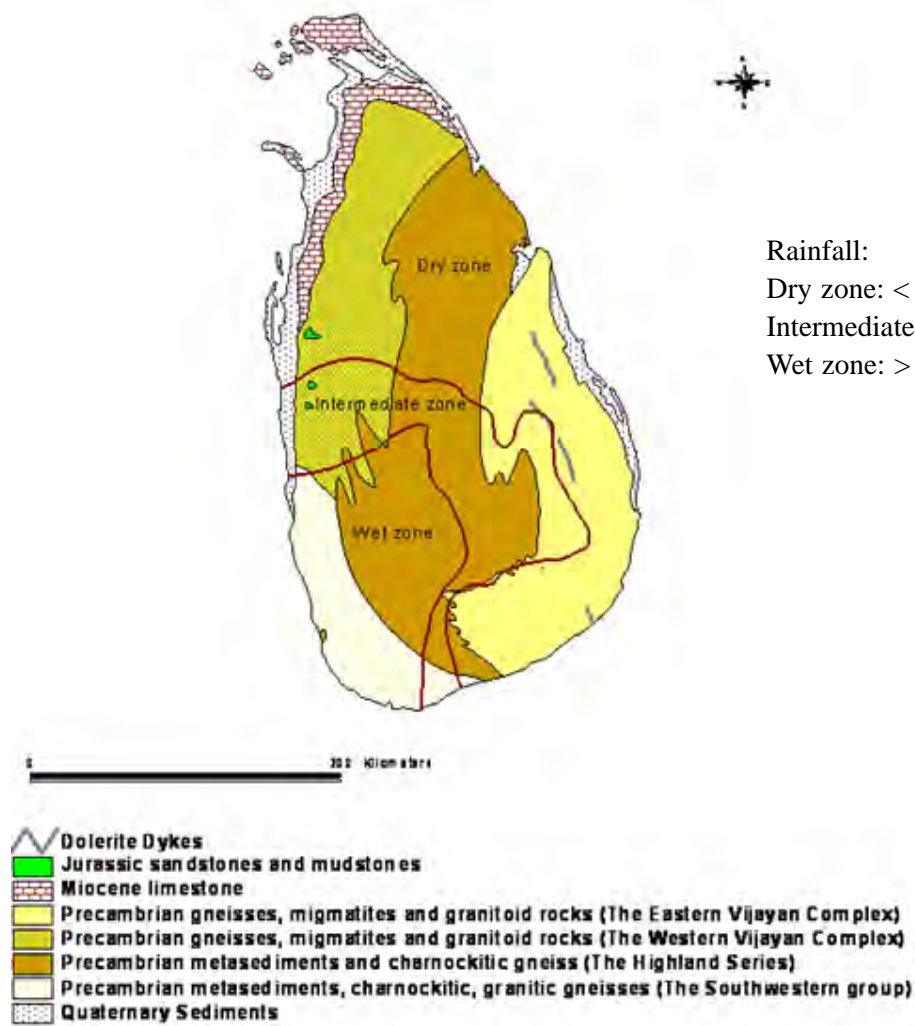 Rainfall:
Dry zone: <
Intermediate
Wet zone: >
Dry zone
Intermediate zone
Wet zone
0 200 Kilometers
Dolerite Dykes
Jurassic sandstones and mudstones
Miocene limestone
Precambrian gneisses, migmatites and granitoid rocks (The Eastern Vijayan Complex)
Precambrian gneisses, migmatites and granitoid rocks (The Western Vijayan Complex)
Precambrian metasediments and charnockitic gneiss (The Highland Series)
Precambrian metasediments, charnockitic, granitic gneisses (The Southwestern group)
Quaternary Sediments